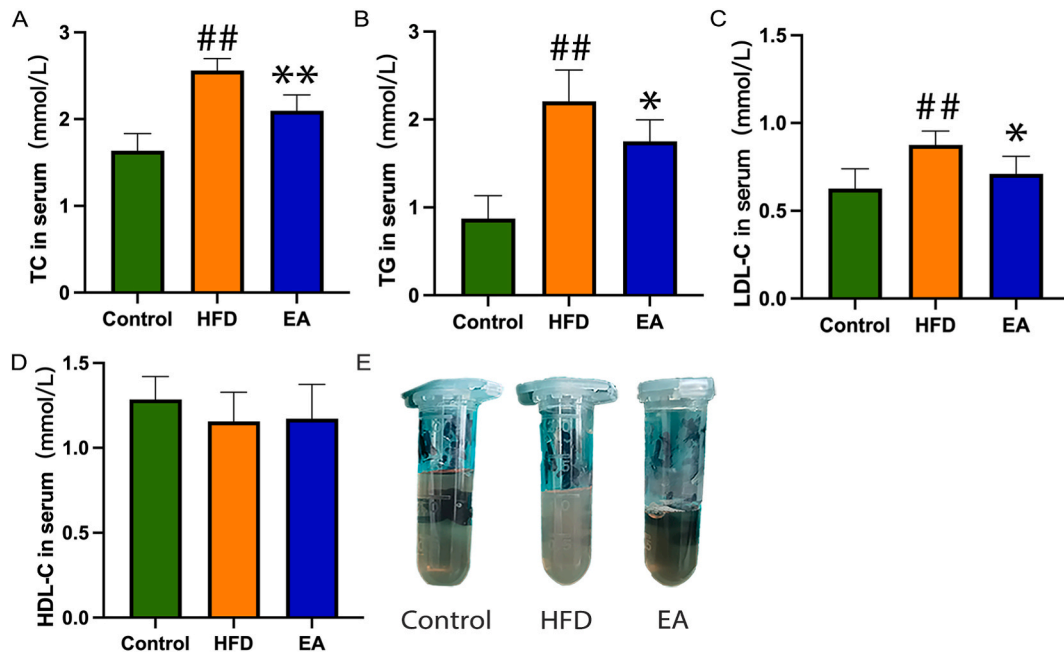 A
TC in serum (mmol/L)
3
2
1
0
##
**
Control HFD EA
B
TG in serum (mmol/L)
3
2
1
0
##
*
Control HFD EA
C
LDL-C in serum (mmol/L)
1.5
1.0
0.5
0.0
##
*
Control HFD EA
D
HDL-C in serum (mmol/L)
1.5
1.0
0.5
0.0
Control HFD EA
E
Control HFD EA